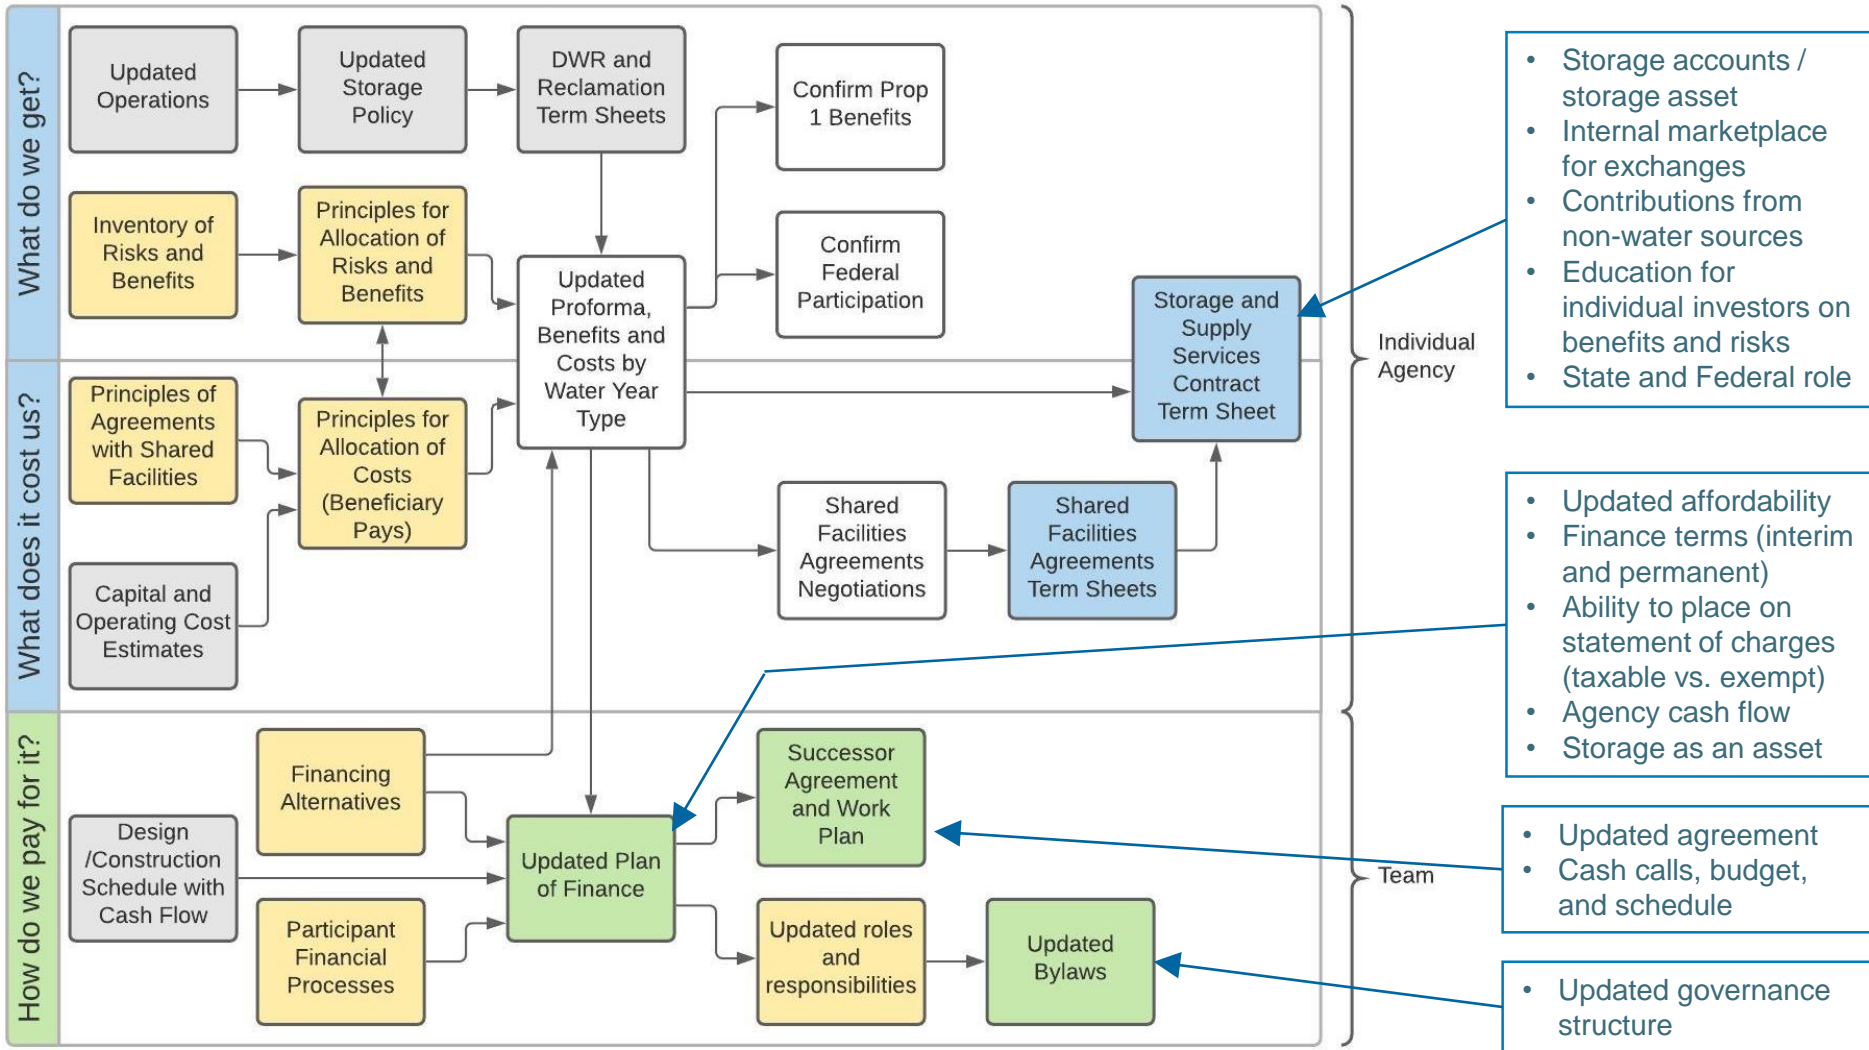 What do we get?
Updated
Operations
Updated
Storage
Policy
DWR and
Reclamation
Term Sheets
Confirm Prop
1 Benefits
Inventory of
Risks and
Benefits
Principles for
Allocation of
Risks and
Benefits
Updated
Proforma,
Benefits and
Costs by
Water Year
Type
Confirm
Federal
Participation
Storage and
Supply
Services
Contract
Term Sheet
What does it cost us?
Principles of
Agreements
with Shared
Facilities
Principles for
Allocation of
Costs
(Beneficiary
Pays)
Capital and
Operating Cost
Estimates
Shared
Facilities
Agreements
Negotiations
Shared
Facilities
Agreements
Term Sheets
How do we pay for it?
Financing
Alternatives
Design
/Construction
Schedule with
Cash Flow
Participant
Financial
Processes
Updated Plan
of Finance
Successor
Agreement
and Work
Plan
Updated roles
and
responsibilities
Updated
Bylaws
Individual
Agency
Team
• Storage accounts /
storage asset
• Internal marketplace
for exchanges
• Contributions from
non-water sources
• Education for
individual investors on
benefits and risks
• State and Federal role
• Updated affordability
• Finance terms (interim
and permanent)
• Ability to place on
statement of charges
(taxable vs. exempt)
• Agency cash flow
• Storage as an asset
• Updated agreement
• Cash calls, budget,
and schedule
• Updated governance
structure